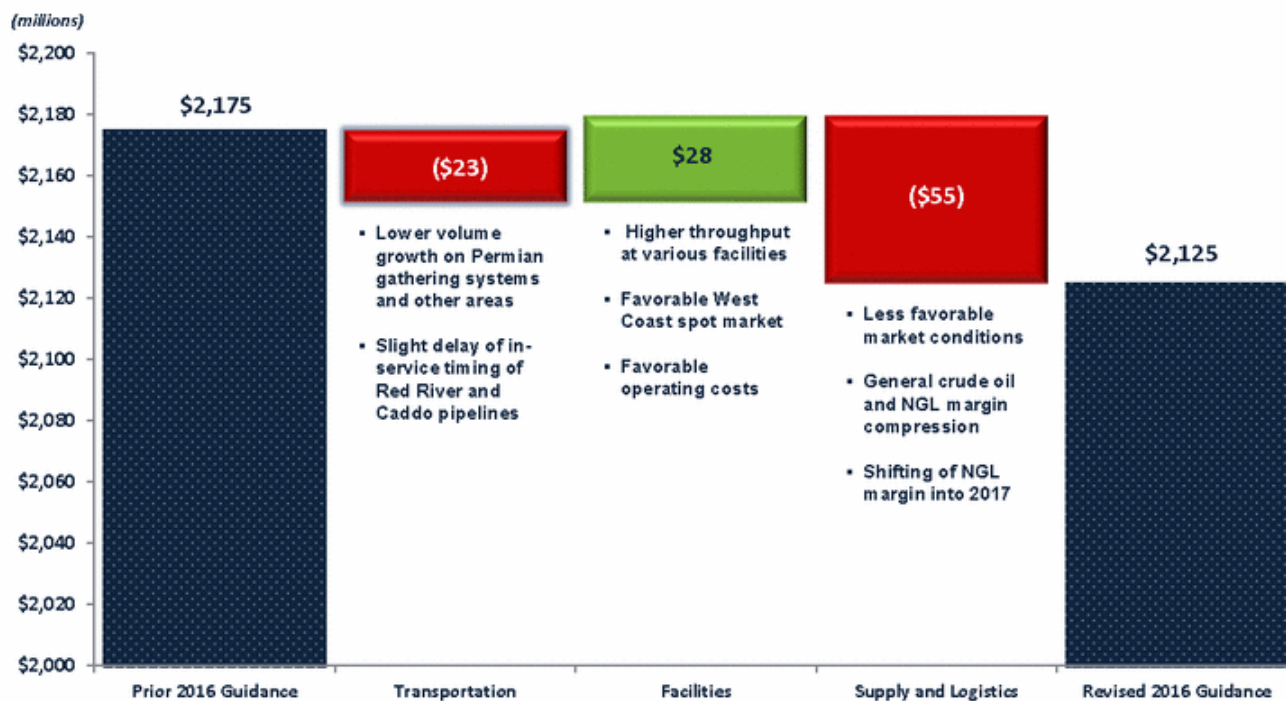 (millions)
$2,200
$2,180
$2,160
$2,140
$2,120
$2,100
$2,080
$2,060
$2,040
$2,020
$2,000
$2,175
($23)
▪ Lower volume
growth on Permian
gathering systems
and other areas
▪ Slight delay of in-
service timing of
Red River and
Caddo pipelines
$28
▪ Higher throughput
at various facilities
▪ Favorable West
Coast spot market
▪ Favorable
operating costs
($55)
▪ Less favorable
market conditions
▪ General crude oil
and NGL margin
compression
▪ Shifting of NGL
margin into 2017
$2,125
Prior 2016 Guidance
Transportation
Facilities
Supply and Logistics
Revised 2016 Guidance